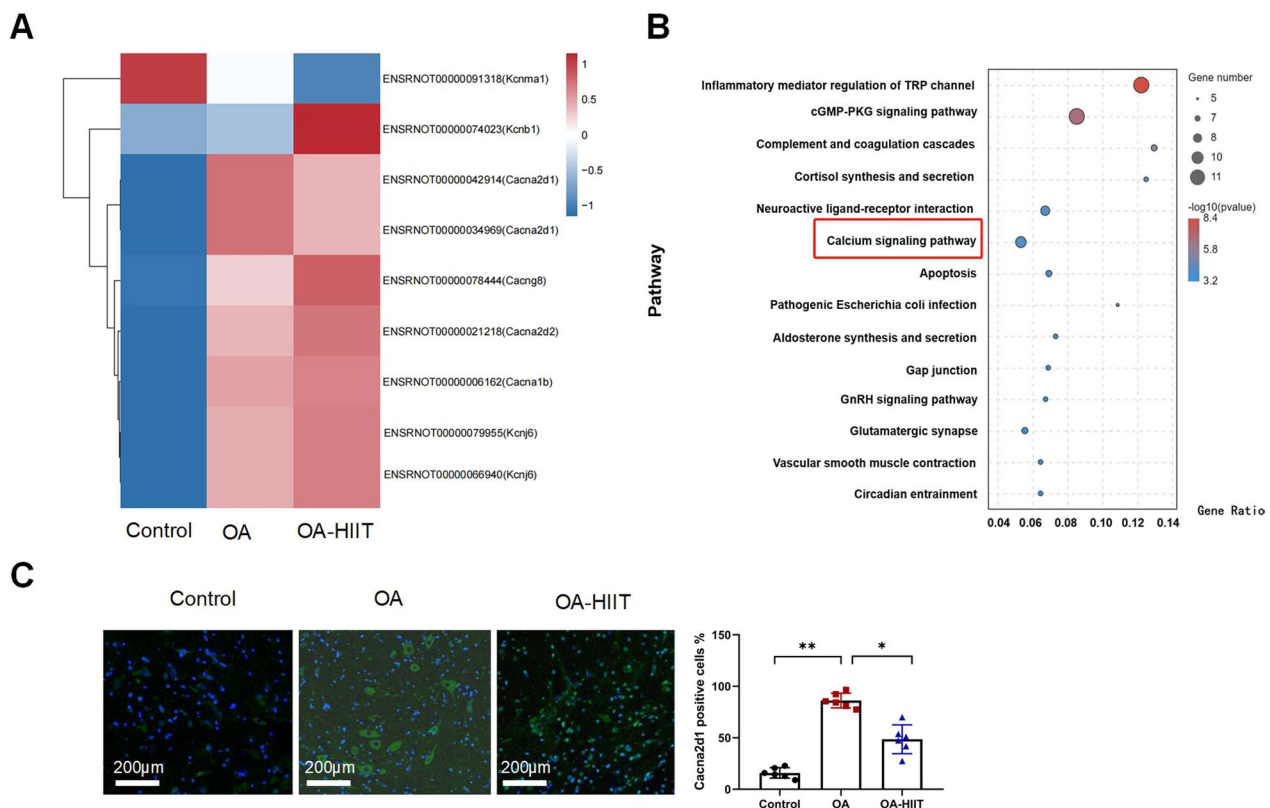 A
1
0.5
0
−0.5
−1
ENSRNOT00000091318(Kcnma1)
ENSRNOT00000074023(Kcnb1)
ENSRNOT00000042914(Cacna2d1)
ENSRNOT00000034969(Cacna2d1)
ENSRNOT00000078444(Cacng8)
ENSRNOT00000021218(Cacna2d2)
ENSRNOT00000006162(Cacna1b)
ENSRNOT00000079955(Kcnj6)
ENSRNOT00000066940(Kcnj6)
Control OA OA-HIIT
B
Pathway
Inflammatory mediator regulation of TRP channel
cGMP-PKG signaling pathway
Complement and coagulation cascades
Cortisol synthesis and secretion
Neuroactive ligand-receptor interaction
Calcium signaling pathway
Apoptosis
Pathogenic Escherichia coli infection
Aldosterone synthesis and secretion
Gap junction
GnRH signaling pathway
Glutamatergic synapse
Vascular smooth muscle contraction
Circadian entrainment
0.04 0.06 0.08 0.10 0.12 0.14
Gene Ratio
Gene number
5
7
8
10
11
-log10(pvalue)
8.4
5.8
3.2
C
Control OA OA-HIIT
200μm 200μm 200μm
Cacna2d1 positive cells %
150
100
50
0
** *
Control OA OA-HIIT